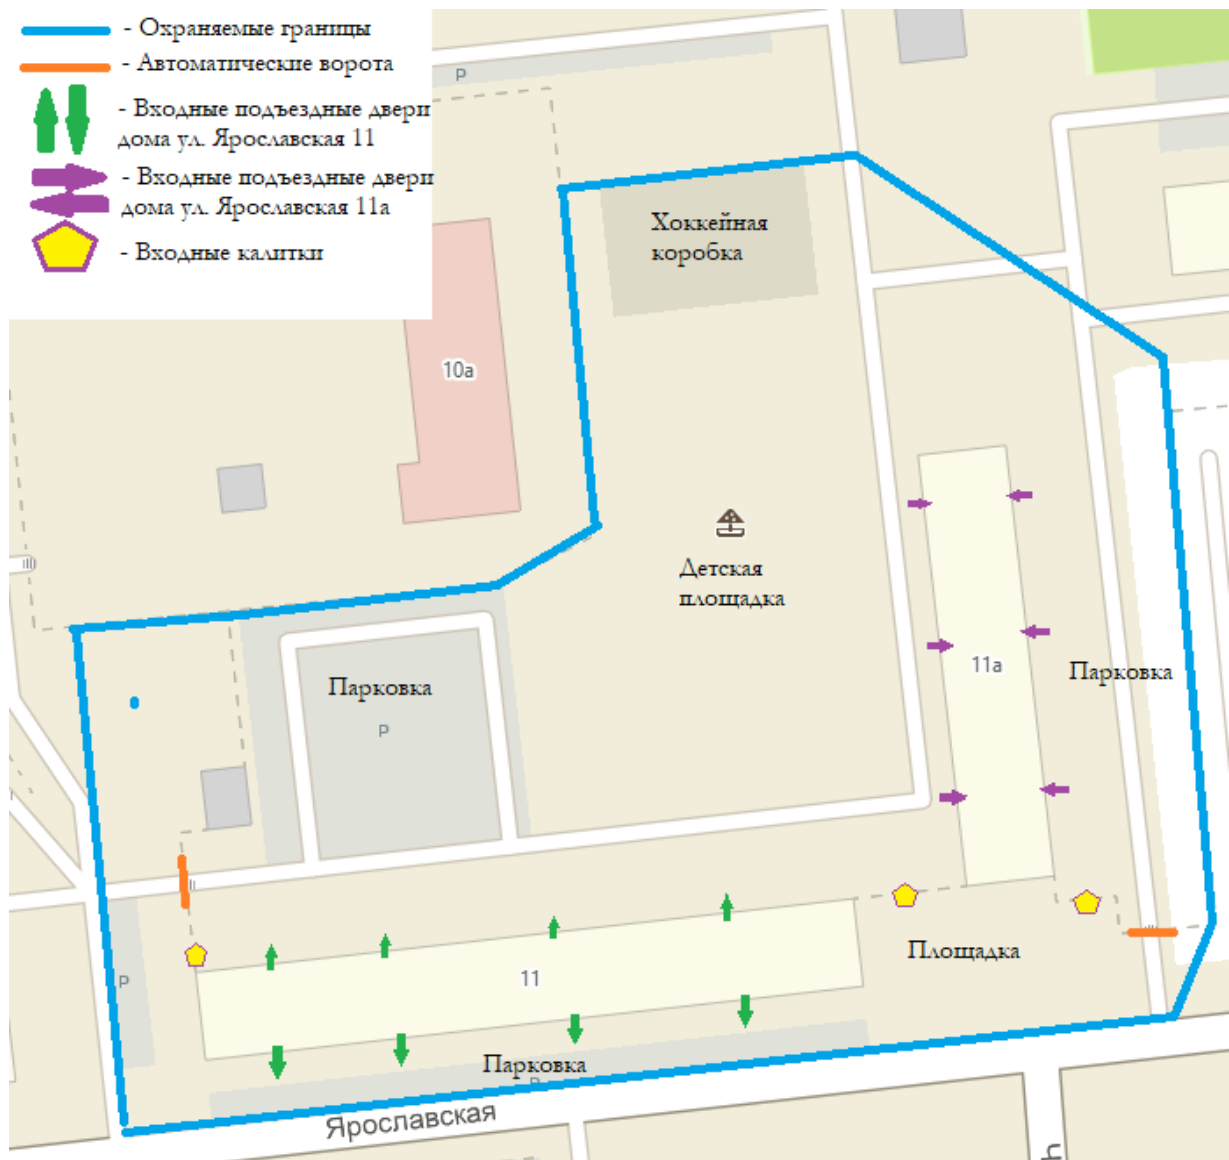 - Охраняемые границы
- Автоматические ворота
- Входные подъездные двери
дома ул. Ярославская 11
- Входные подъездные двери
дома ул. Ярославская 11а
- Входные калитки
P
Хоккейная
коробка
10а
Детская
площадка
11а
Парковка
Парковка
P
Площадка
11
P
Парковка
P
Ярославская